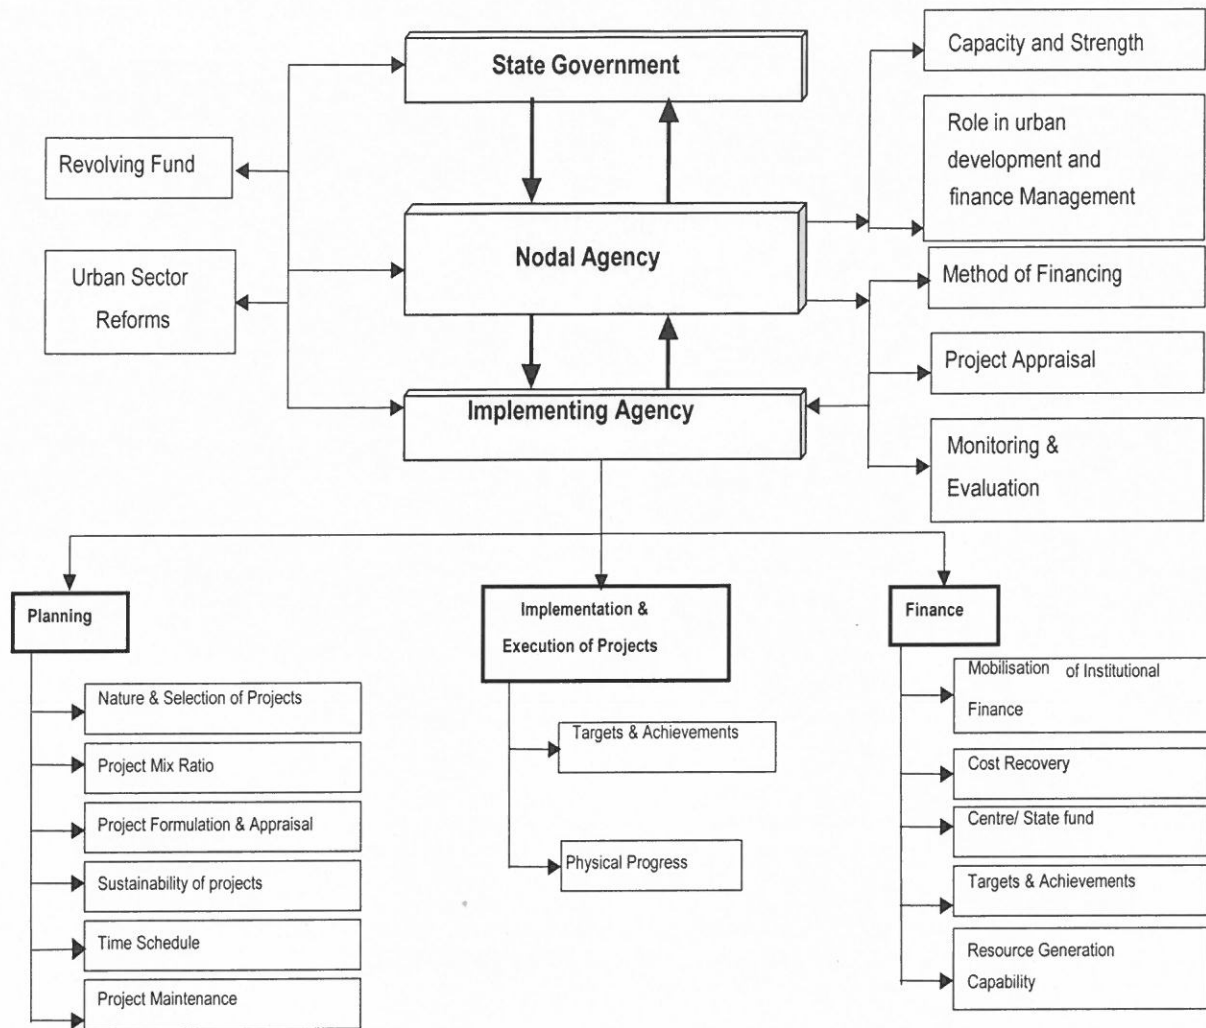 State Government
Capacity and Strength
Role in urban
development and
finance Management
Revolving Fund
Nodal Agency
Urban Sector
Reforms
Method of Financing
Project Appraisal
Implementing Agency
Monitoring &
Evaluation
Planning
Nature & Selection of Projects
Project Mix Ratio
Project Formulation & Appraisal
Sustainability of projects
Time Schedule
Project Maintenance
Implementation &
Execution of Projects
Targets & Achievements
Physical Progress
Finance
Mobilisation of Institutional
Finance
Cost Recovery
Centre/ State fund
Targets & Achievements
Resource Generation
Capability